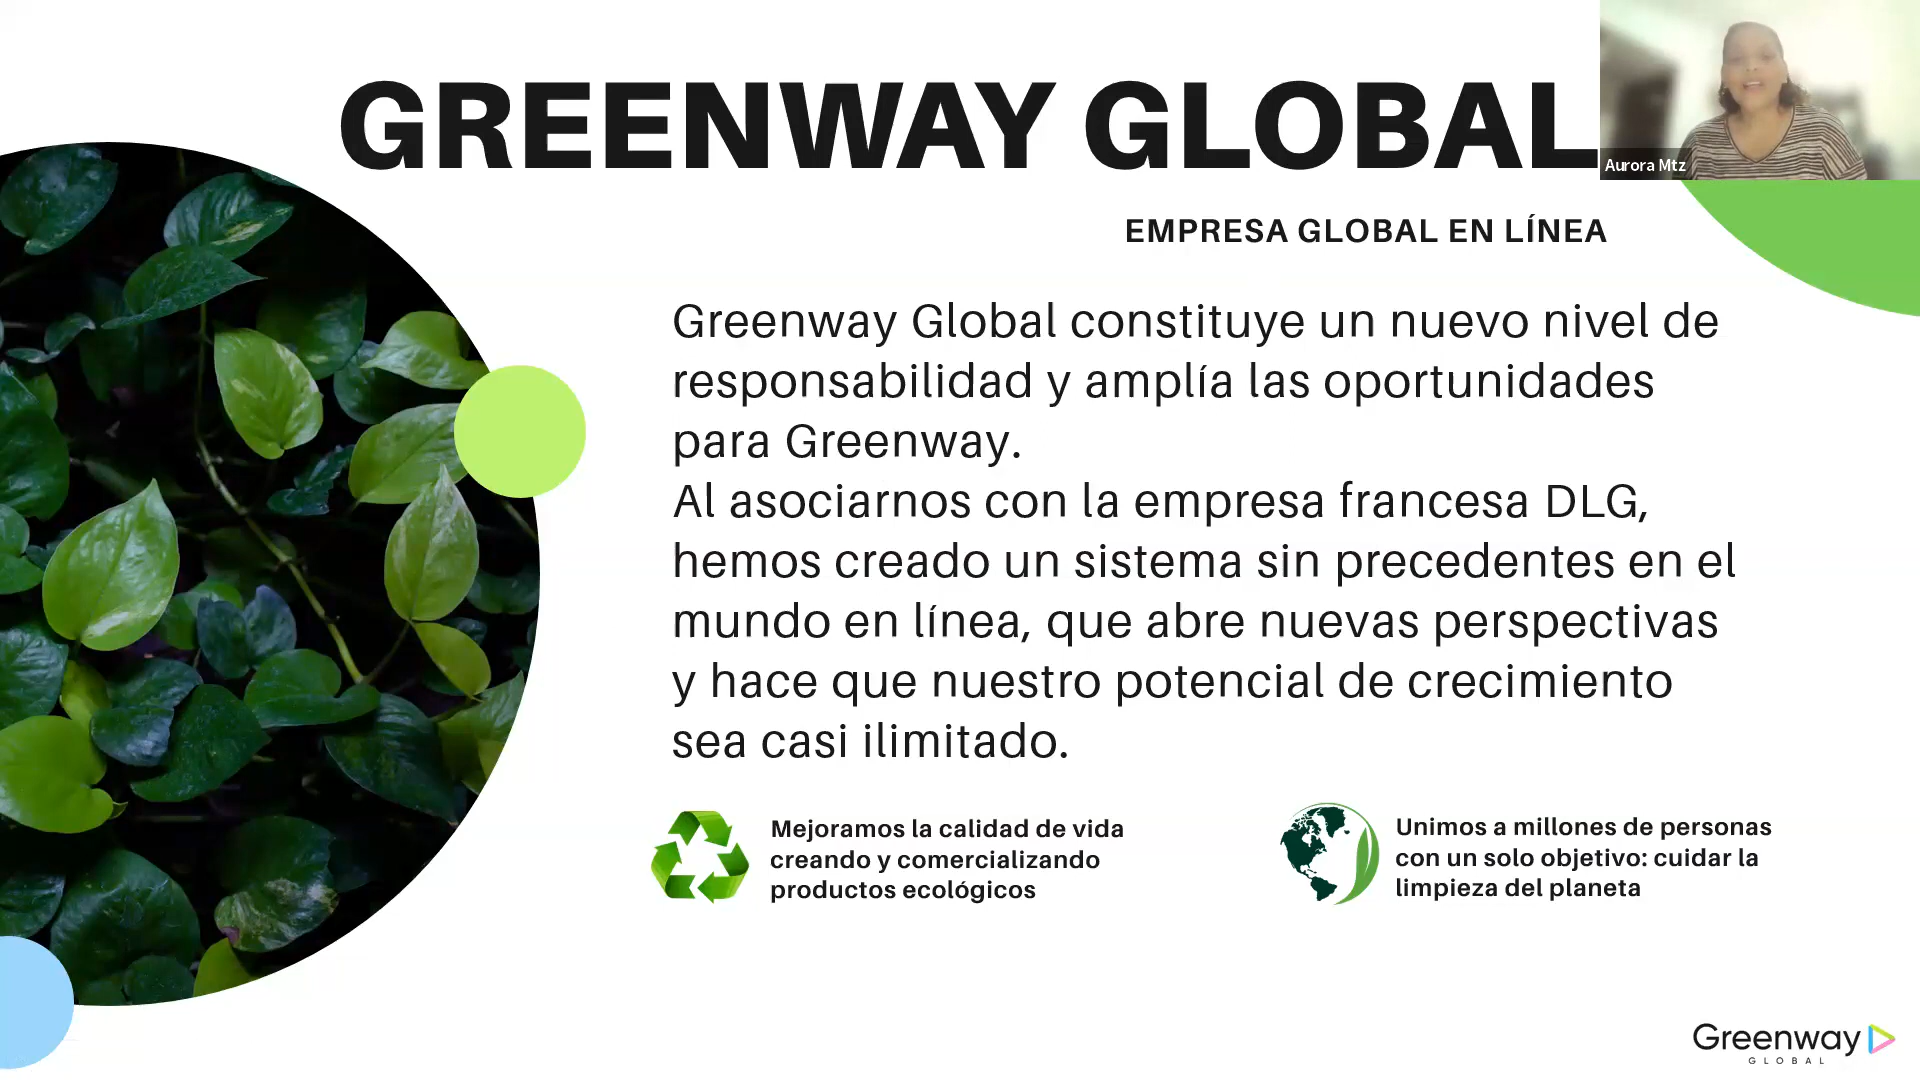 GREENWAY GLOBAL
Aurora Mtz
EMPRESA GLOBAL EN LÍNEA
Greenway Global constituye un nuevo nivel de
responsabilidad y amplía las oportunidades
para Greenway.
Al asociarnos con la empresa francesa DLG,
hemos creado un sistema sin precedentes en el
mundo en línea, que abre nuevas perspectivas
y hace que nuestro potencial de crecimiento
sea casi ilimitado.
Mejoramos la calidad de vida
creando y comercializando
productos ecológicos
Unimos a millones de personas
con un solo objetivo: cuidar la
limpieza del planeta
Greenway
GLOBAL